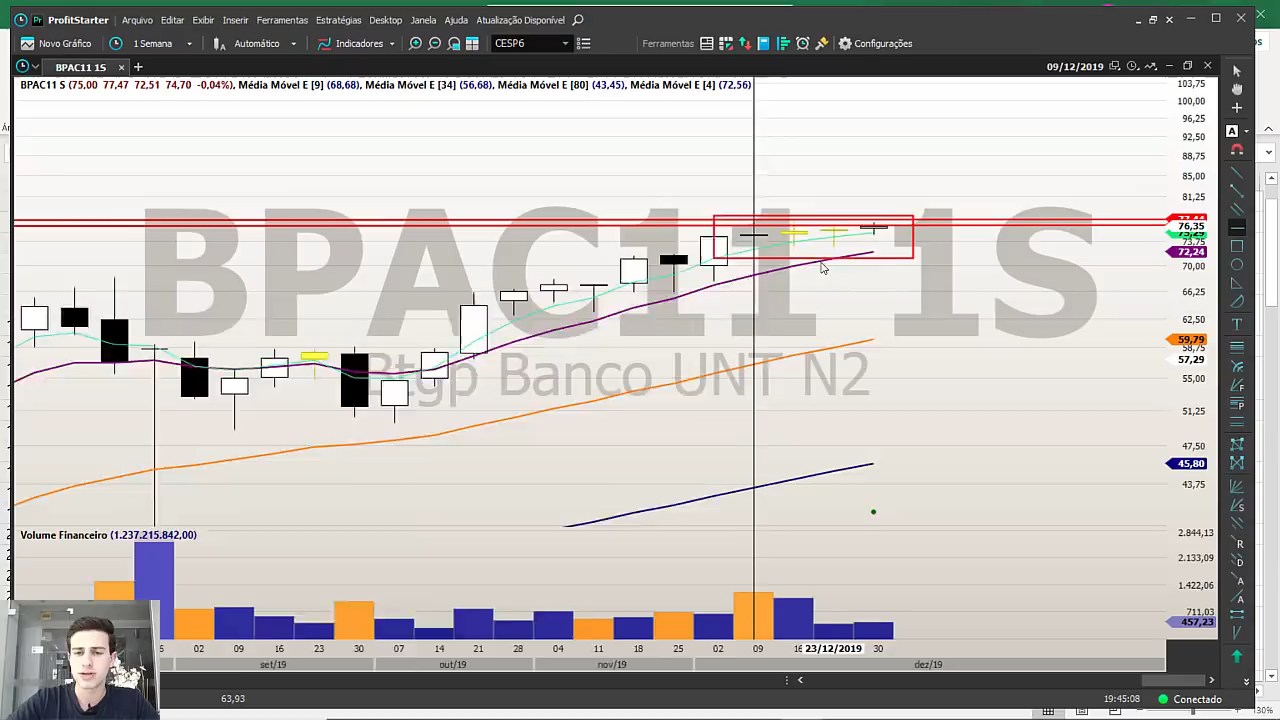 ProfitStarter Arquivo Editar Exibir Inserir Ferramentas Estratégias Desktop Janela Ajuda Atualização Disponível
Novo Gráfico 1 Semana Automático Indicadores CESP6 Ferramentas Configurações
BPAC11 1S 09/12/2019
BPAC11 S (75,00 77,47 72,51 74,70 -0,04%), Média Móvel E [9] (68,68), Média Móvel E [34] (56,68), Média Móvel E [80] (43,45), Média Móvel E [4] (72,56)
103,75
100,00
96,25
92,50
88,75
85,00
81,25
76,35
73,75
72,24
70,00
66,25
62,50
59,79
58,75
57,29
55,00
51,25
47,50
45,80
43,75
BPAC11 1S
Btgp Banco UNT N2
Volume Financeiro (1.237.215.842,00)
2.844,13
2.133,09
1.422,06
711,03
457,23
02 09 16 23 30 07 14 21 28 04 11 18 25 02 09 23/12/2019 30
set/19 out/19 nov/19 dez/19
63,93 19:45:08 Conectado
30%